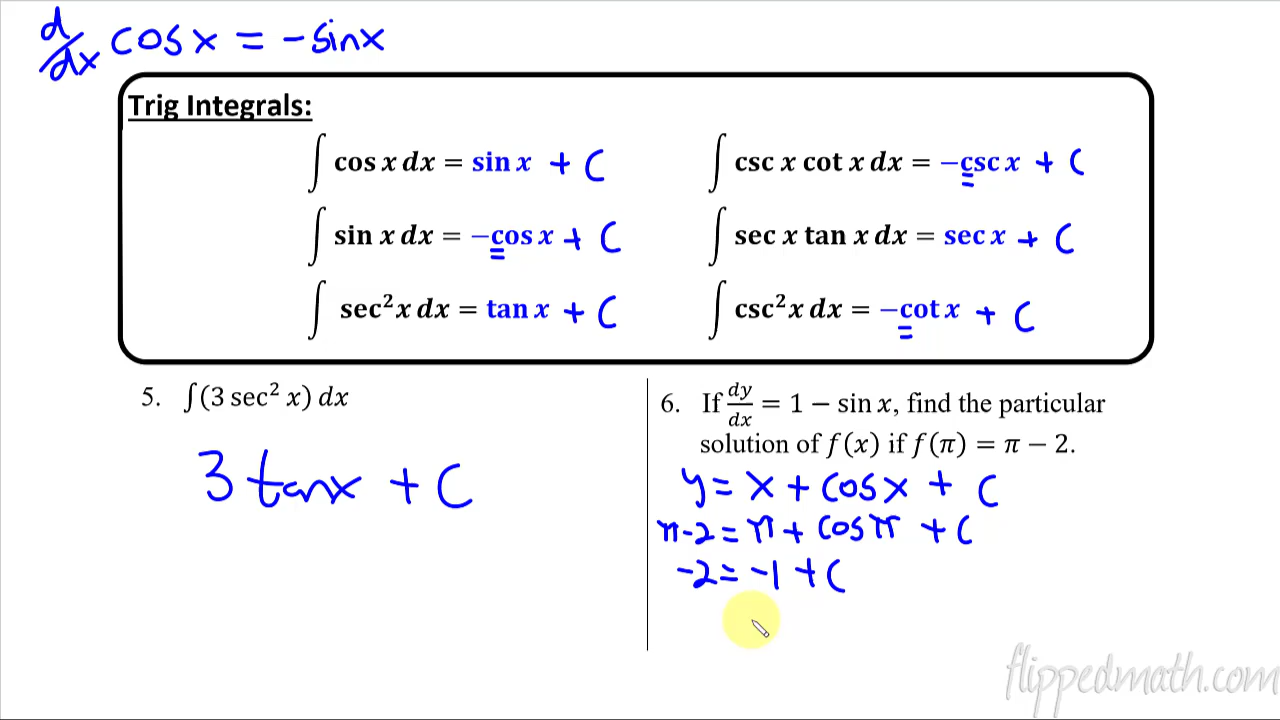 d/dx cos x = -sinx
Trig Integrals:
∫ cos x dx = sin x + C
∫ csc x cot x dx = −csc x + C
∫ sin x dx = −cos x + C
∫ sec x tan x dx = sec x + C
∫ sec² x dx = tan x + C
∫ csc² x dx = −cot x + C
5. ∫(3 sec² x) dx
3 tanx + C
6. If dy/dx = 1 − sin x, find the particular
solution of f(x) if f(π) = π − 2.
y = x + cos x + C
π-2 = π + cos π + C
-2 = -1 + C
flippedmath.com